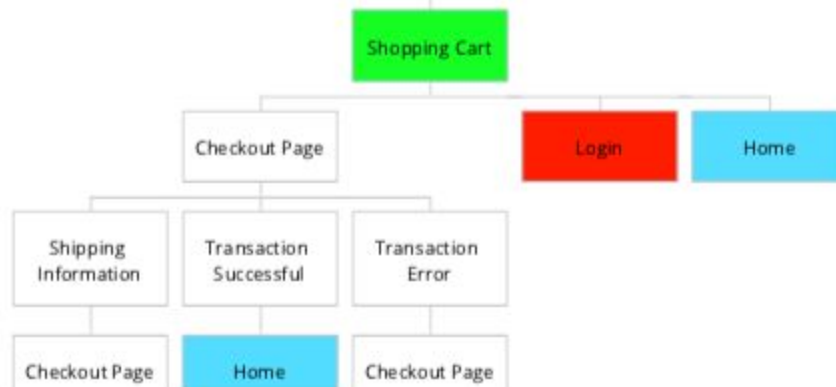 Shopping Cart
Checkout Page
Login
Home
Shipping
Information
Transaction
Successful
Transaction
Error
Checkout Page
Home
Checkout Page